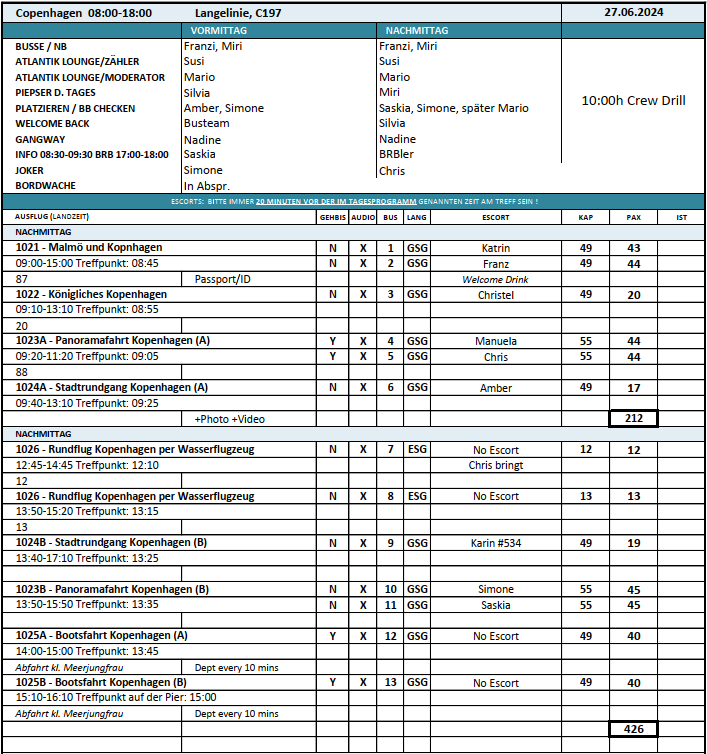 Copenhagen 08:00-18:00 Langelinie, C197 27.06.2024
VORMITTAG NACHMITTAG
BUSSE / NB Franzi, Miri Franzi, Miri
ATLANTIK LOUNGE/ZÄHLER Susi Susi
ATLANTIK LOUNGE/MODERATOR Mario Mario
PIEPSER D. TAGES Silvia Miri
10:00h Crew Drill
PLATZIEREN / BB CHECKEN Amber, Simone Saskia, Simone, später Mario
WELCOME BACK Busteam Silvia
GANGWAY Nadine Nadine
INFO 08:30-09:30 BRB 17:00-18:00 Saskia BRBler
JOKER Simone Chris
BORDWACHE In Abspr.
ESCORTS: BITTE IMMER 20 MINUTEN VOR DER IM TAGESPROGRAMM GENANNTEN ZEIT AM TREFF SEIN !
AUSFLUG (LANDZEIT) GEHBIS AUDIO BUS LANG ESCORT KAP PAX IST
NACHMITTAG
1021 - Malmö und Kopnhagen N X 1 GSG Katrin 49 43
09:00-15:00 Treffpunkt: 08:45 N X 2 GSG Franz 49 44
87 Passport/ID Welcome Drink
1022 - Königliches Kopenhagen N X 3 GSG Christel 49 20
09:10-13:10 Treffpunkt: 08:55
20
1023A - Panoramafahrt Kopenhagen (A) Y X 4 GSG Manuela 55 44
09:20-11:20 Treffpunkt: 09:05 Y X 5 GSG Chris 55 44
88
1024A - Stadtrundgang Kopenhagen (A) N X 6 GSG Amber 49 17
09:40-13:10 Treffpunkt: 09:25
+Photo +Video 212
NACHMITTAG
1026 - Rundflug Kopenhagen per Wasserflugzeug N X 7 ESG No Escort 12 12
12:45-14:45 Treffpunkt: 12:10 Chris bringt
12
1026 - Rundflug Kopenhagen per Wasserflugzeug N X 8 ESG No Escort 13 13
13:50-15:20 Treffpunkt: 13:15
13
1024B - Stadtrundgang Kopenhagen (B) N X 9 GSG Karin #534 49 19
13:40-17:10 Treffpunkt: 13:25
1023B - Panoramafahrt Kopenhagen (B) N X 10 GSG Simone 55 45
13:50-15:50 Treffpunkt: 13:35 N X 11 GSG Saskia 55 45
1025A - Bootsfahrt Kopenhagen (A) Y X 12 GSG No Escort 49 40
14:00-15:00 Treffpunkt: 13:45
Abfahrt kl. Meerjungfrau Dept every 10 mins
1025B - Bootsfahrt Kopenhagen (B) Y X 13 GSG No Escort 49 40
15:10-16:10 Treffpunkt auf der Pier: 15:00
Abfahrt kl. Meerjungfrau Dept every 10 mins
426